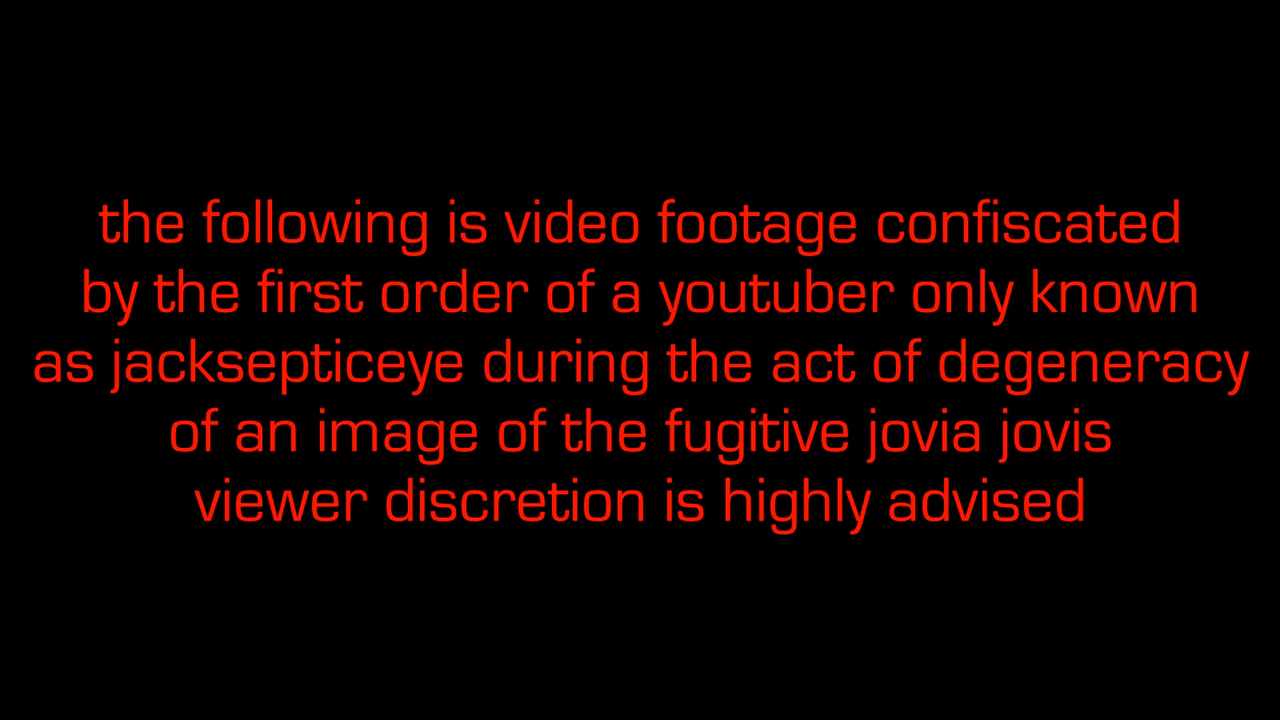 the following is video footage confiscated
by the first order of a youtuber only known
as jacksepticeye during the act of degeneracy
of an image of the fugitive jovia jovis
viewer discretion is highly advised